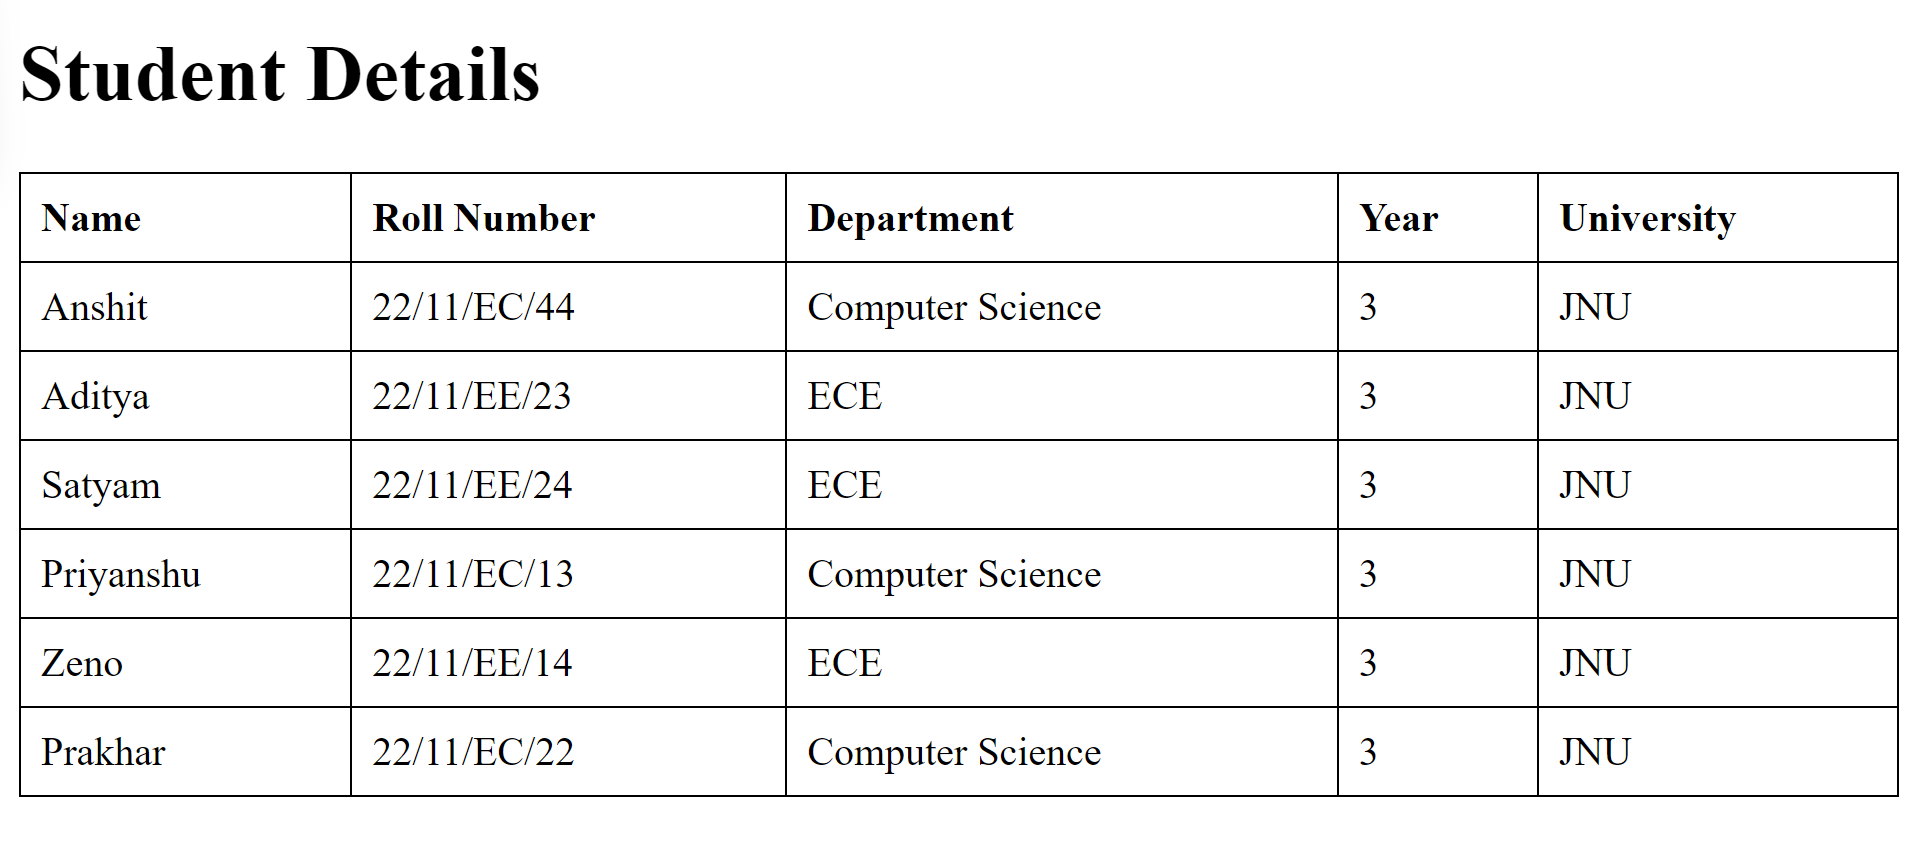 Student Details
Name Roll Number Department Year University
Anshit 22/11/EC/44 Computer Science 3 JNU
Aditya 22/11/EE/23 ECE 3 JNU
Satyam 22/11/EE/24 ECE 3 JNU
Priyanshu 22/11/EC/13 Computer Science 3 JNU
Zeno 22/11/EE/14 ECE 3 JNU
Prakhar 22/11/EC/22 Computer Science 3 JNU